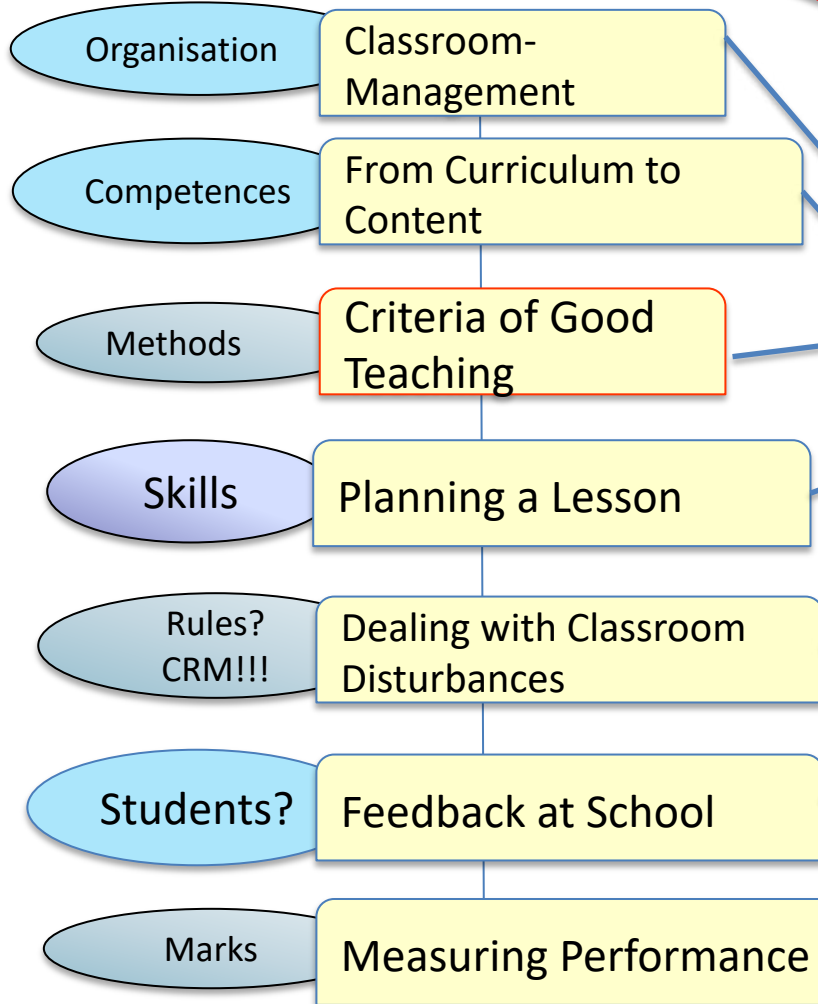 Organisation
Classroom-
Management
Competences
From Curriculum to
Content
Methods
Criteria of Good
Teaching
Skills
Planning a Lesson
Rules?
CRM!!!
Dealing with Classroom
Disturbances
Students?
Feedback at School
Marks
Measuring Performance